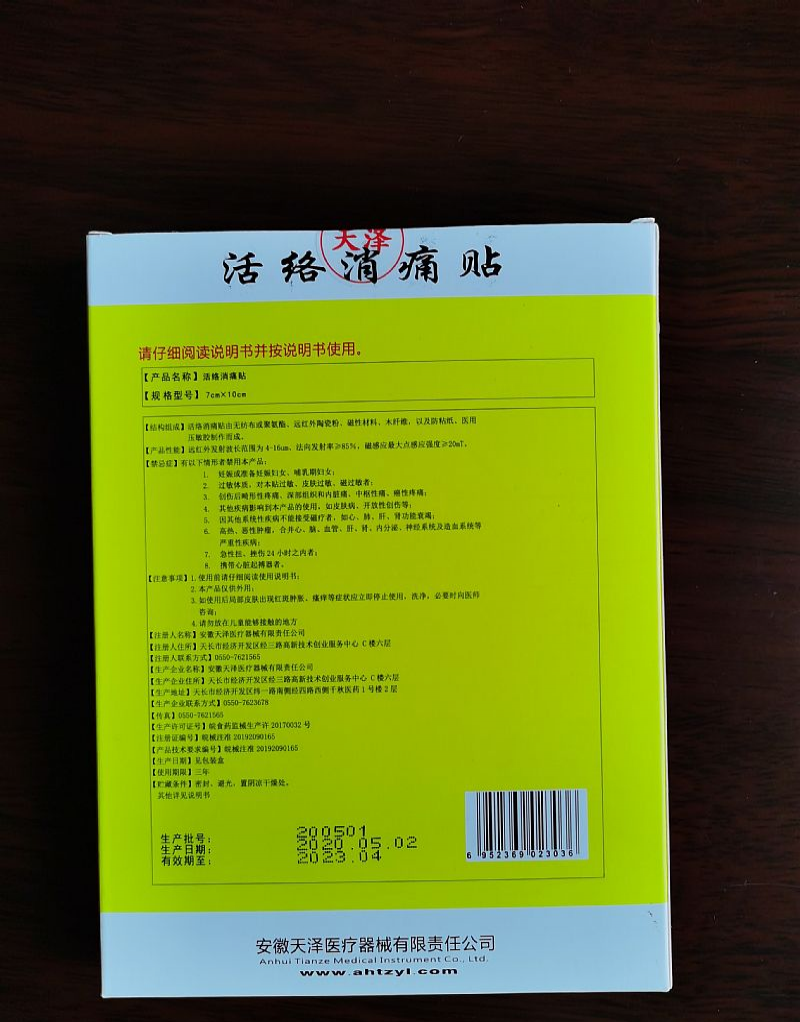 天泽
活络消痛贴
请仔细阅读说明书并按说明书使用。
【产品名称】活络消痛贴
【规格型号】7cm×10cm
【结构组成】活络消痛贴由无纺布或聚氨酯、远红外陶瓷粉、磁性材料、木纤维、以及防粘纸、医用
压敏胶制作而成。
【产品性能】远红外发射波长范围为4-16um, 法向发射率≥85%, 磁感应最大点感应强度≥20mT。
【禁忌症】有以下情形者禁用本产品:
1. 妊娠或准备妊娠妇女、哺乳期妇女;
2. 过敏体质、对本贴过敏、皮肤过敏、磁过敏者;
3. 创伤后畸形性疼痛、深部组织和内脏痛、中枢性痛、癌性疼痛;
4. 其他疾病影响到本产品的使用, 如皮肤病、开放性创伤等;
5. 因其他系统性疾病不能接受磁疗者, 如心、肺、肝、肾功能衰竭;
6. 高热、恶性肿瘤, 合并心、脑、血管、肝、肾、内分泌、神经系统及造血系统等
严重性疾病;
7. 急性扭、挫伤24小时之内者;
8. 携带心脏起搏器者。
【注意事项】1.使用前请仔细阅读使用说明书;
2.本产品仅供外用;
3.如使用后局部皮肤出现红斑肿胀、瘙痒等症状应立即停止使用, 洗净, 必要时向医师
咨询;
4.请勿放在儿童能够接触的地方
【注册人名称】安徽天泽医疗器械有限责任公司
【注册人住所】天长市经济开发区经三路高新技术创业服务中心 C楼六层
【注册人联系方式】0550-7621565
【生产企业名称】安徽天泽医疗器械有限责任公司
【生产企业住所】天长市经济开发区经三路高新技术创业服务中心 C楼六层
【生产地址】天长市经济开发区纬一路南侧经四路西侧千秋医药1号楼2层
【生产企业联系方式】0550-7623678
【传真】0550-7621565
【生产许可证号】皖食药监械生产许 20170032 号
【注册证编号】皖械注准 20192090165
【产品技术要求编号】皖械注准 20192090165
【生产日期】见包装盒
【使用期限】三年
【贮藏条件】密封、避光, 置阴凉干燥处。
其他详见说明书
生产批号: 200501
生产日期: 2020.05.02
有效期至: 2023.04
6 952369 023036
安徽天泽医疗器械有限责任公司
Anhui Tianze Medical Instrument Co., Ltd.
www.ahtzyl.com